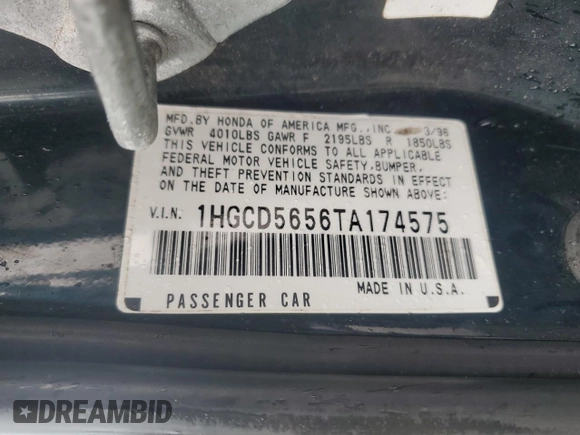 MFD. BY HONDA OF AMERICA MFG., INC. 3/96
GVWR 4010LBS GAWR F 2195LBS R 1850LBS
THIS VEHICLE CONFORMS TO ALL APPLICABLE
FEDERAL MOTOR VEHICLE SAFETY, BUMPER,
AND THEFT PREVENTION STANDARDS IN EFFECT
ON THE DATE OF MANUFACTURE SHOWN ABOVE:
V.I.N. 1HGCD5656TA174575
PASSENGER CAR MADE IN U.S.A.
DREAMBID